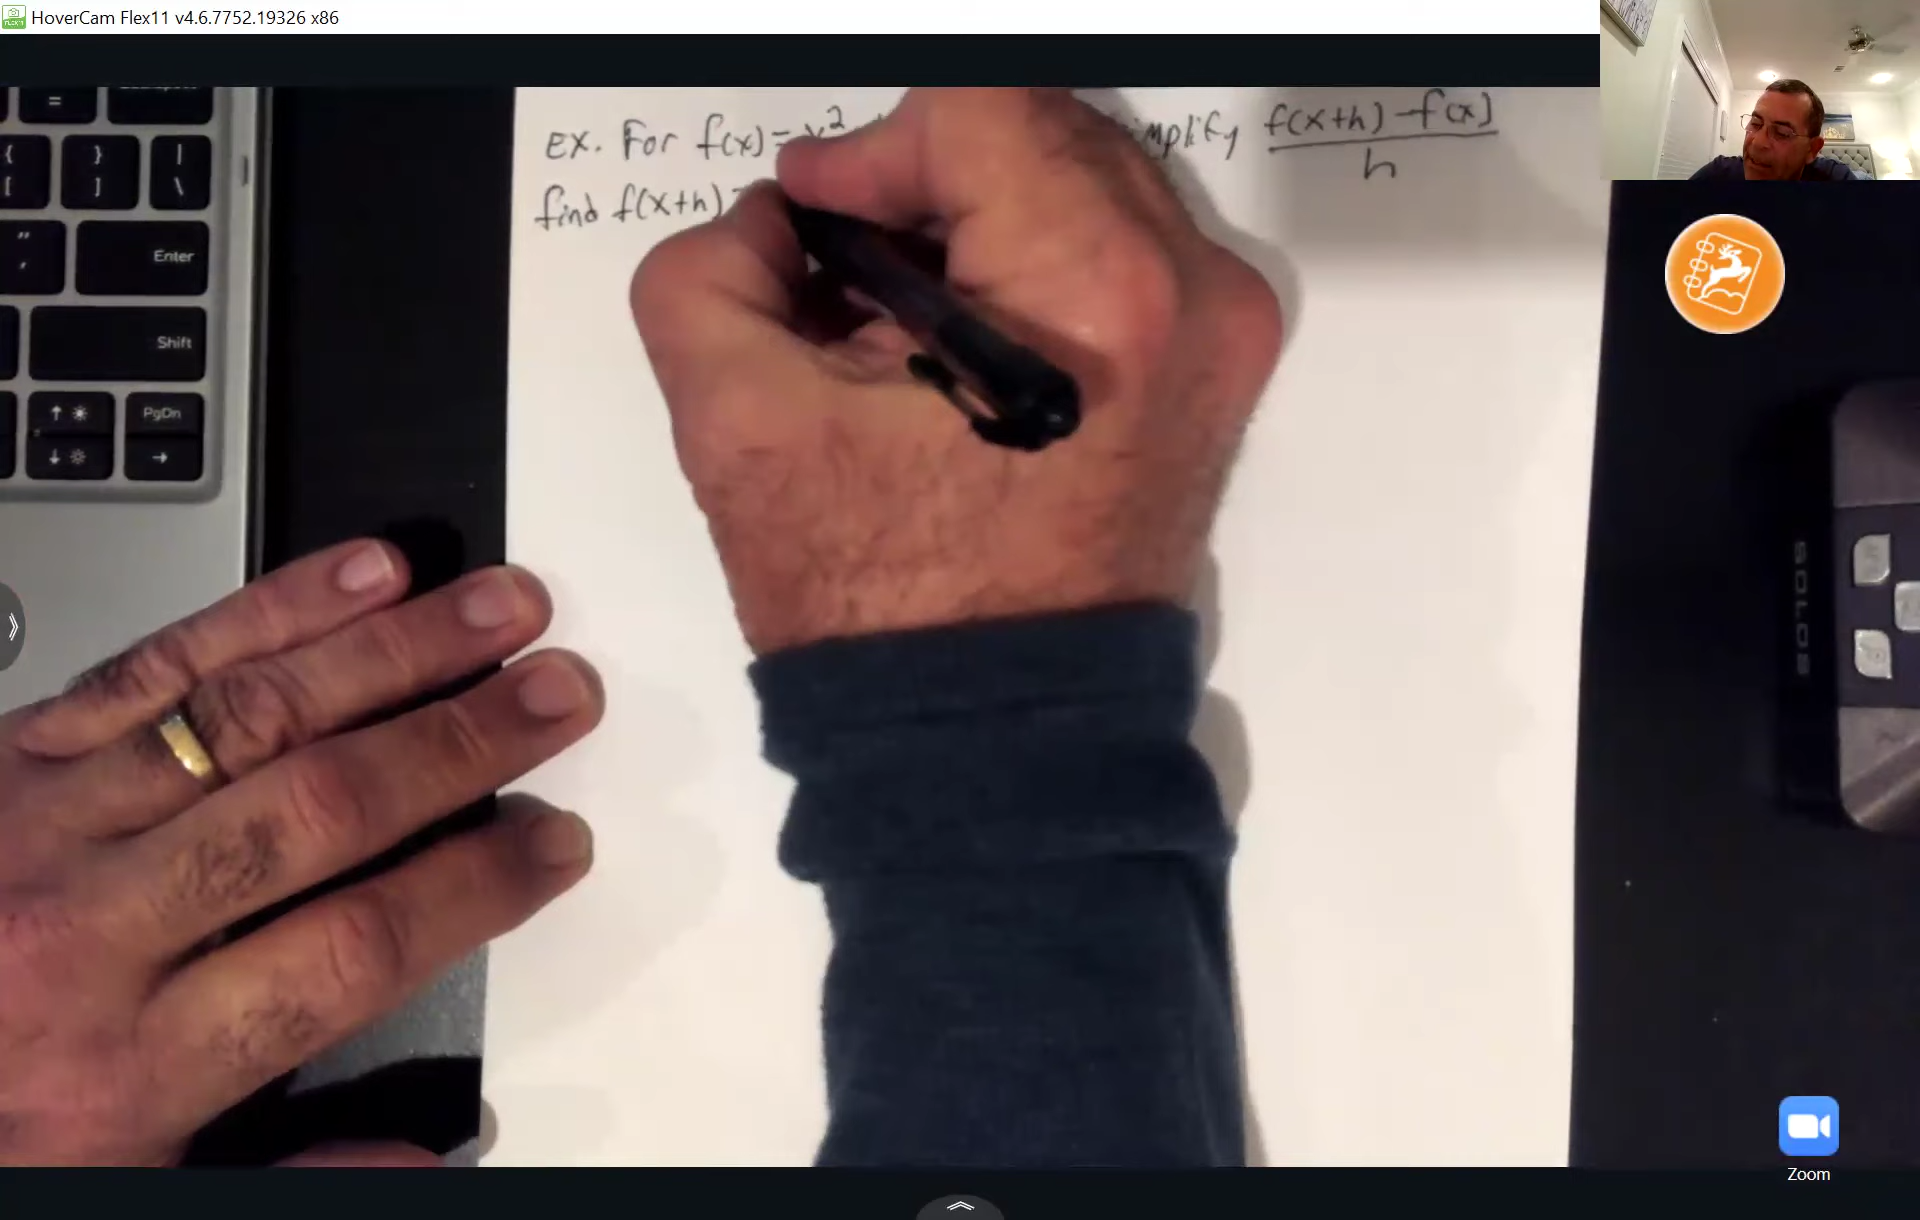 HoverCam Flex11 v4.6.7752.19326 x86
=
{
[
}
]
|
\
"
,
Enter
Shift
↑
PgDn
↓
→
EX. For f(x)=x²
f(x+h)-f(x)
h
find f(x+h)
SOLOS
Zoom